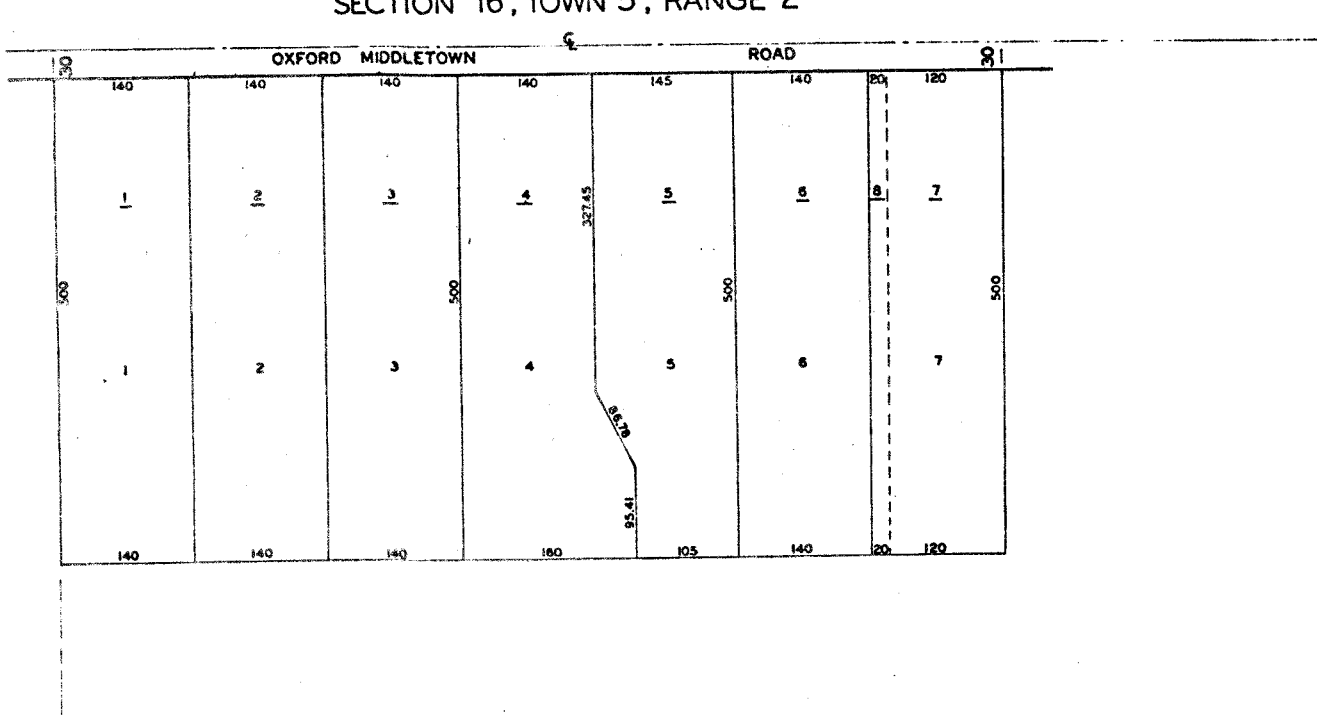 SECTION 16, TOWN 5, RANGE 2
℄
30 OXFORD MIDDLETOWN ROAD 30
140 140 140 140 145 140 20 120
1 2 3 4 5 6 8 7
327.45
500 500 500 500
1 2 3 4 5 6 7
86.78
95.41
140 140 140 180 105 140 20 120